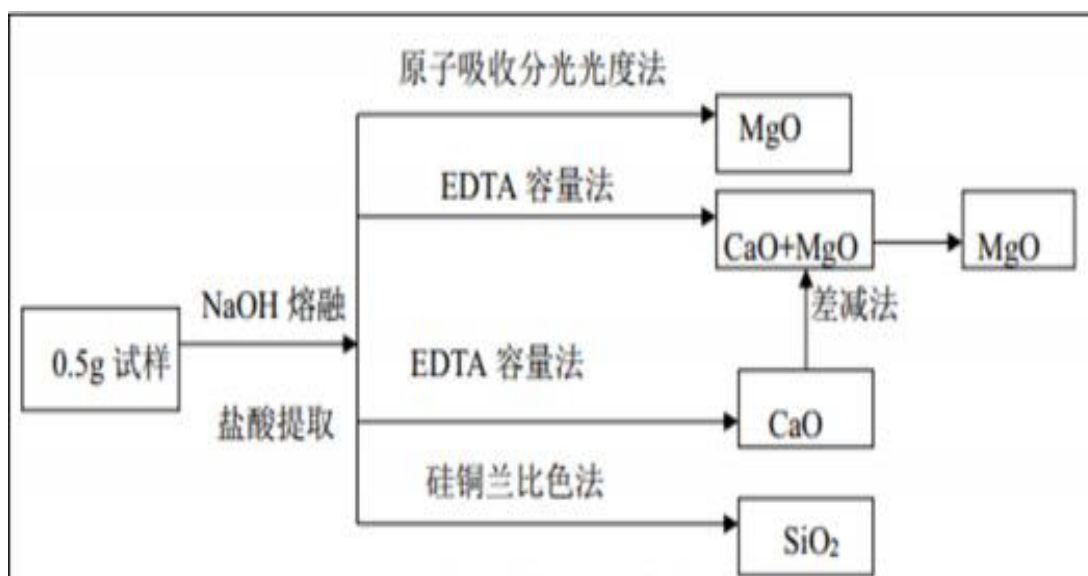 原子吸收分光光度法
MgO
EDTA 容量法
CaO+MgO
MgO
NaOH 熔融
差减法
0.5g 试样
EDTA 容量法
盐酸提取
CaO
硅铜兰比色法
SiO₂